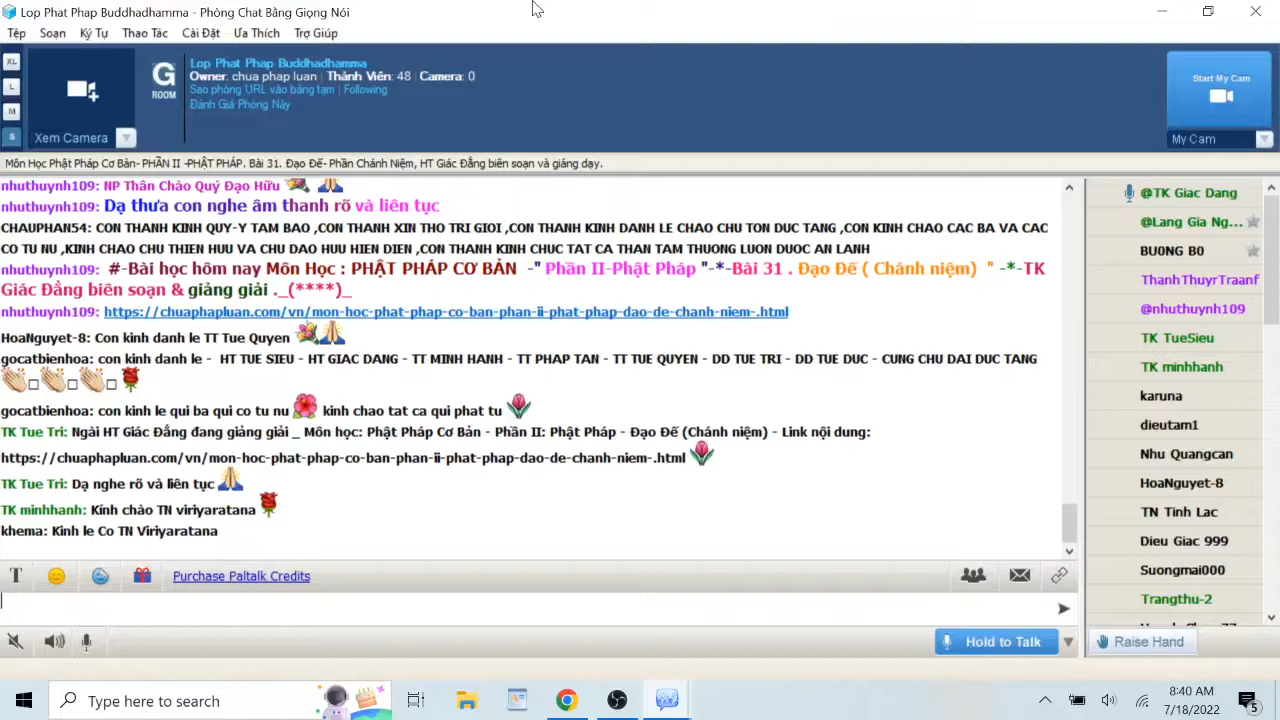 Lop Phat Phap Buddhadhamma - Phòng Chat Bằng Giọng Nói
Tệp Soạn Ký Tự Thao Tác Cài Đặt Ưa Thích Trợ Giúp
XL
L
M
S
Xem Camera
G
ROOM
Lop Phat Phap Buddhadhamma
Owner: chua phap luan | Thành Viên: 48 | Camera: 0
Sao phòng URL vào bảng tạm | Following
Đánh Giá Phòng Này
Start My Cam
My Cam
Môn Học Phật Pháp Cơ Bản- PHẦN II -PHẬT PHÁP. Bài 31. Đạo Đế- Phần Chánh Niệm, HT Giác Đẳng biên soạn và giảng dạy.
nhuthuynh109: NP Thân Chào Quý Đạo Hữu
nhuthuynh109: Dạ thưa con nghe âm thanh rõ và liên tục
CHAUPHAN54: CON THANH KINH QUY-Y TAM BAO ,CON THANH XIN THO TRI GIOI ,CON THANH KINH DANH LE CHAO CHU TON DUC TANG ,CON KINH CHAO CAC BA VA CAC
CO TU NU ,KINH CHAO CHU THIEN HUU VA CHU DAO HUU HIEN DIEN ,CON THANH KINH CHUC TAT CA THAN TAM THUONG LUON DUOC AN LANH
nhuthuynh109: #-Bài học hôm nay Môn Học : PHẬT PHÁP CƠ BẢN -" Phần II-Phật Pháp "-*-Bài 31 . Đạo Đế ( Chánh niệm) " -*-TK
Giác Đẳng biên soạn & giảng giải ._(****)_
nhuthuynh109: https://chuaphapluan.com/vn/mon-hoc-phat-phap-co-ban-phan-ii-phat-phap-dao-de-chanh-niem-.html
HoaNguyet-8: Con kinh danh le TT Tue Quyen
gocatbienhoa: con kinh danh le - HT TUE SIEU - HT GIAC DANG - TT MINH HANH - TT PHAP TAN - TT TUE QUYEN - DD TUE TRI - DD TUE DUC - CUNG CHU DAI DUC TANG
gocatbienhoa: con kinh le qui ba qui co tu nu kinh chao tat ca qui phat tu
TK Tue Tri: Ngài HT Giác Đẳng đang giảng giải _ Môn học: Phật Pháp Cơ Bản - Phần II: Phật Pháp - Đạo Đế (Chánh niệm) - Link nội dung:
https://chuaphapluan.com/vn/mon-hoc-phat-phap-co-ban-phan-ii-phat-phap-dao-de-chanh-niem-.html
TK Tue Tri: Dạ nghe rõ và liên tục
TK minhhanh: Kính chào TN viriyaratana
khema: Kinh le Co TN Viriyaratana
@TK Giac Dang
@Lang Gia Ng...
BU0NG B0
ThanhThuyrTraanf
@nhuthuynh109
TK TueSieu
TK minhhanh
karuna
dieutam1
Nhu Quangcan
HoaNguyet-8
TN Tinh Lac
Dieu Giac 999
Suongmai000
Trangthu-2
T Purchase Paltalk Credits
Hold to Talk
Raise Hand
Type here to search
8:40 AM
7/18/2022
5